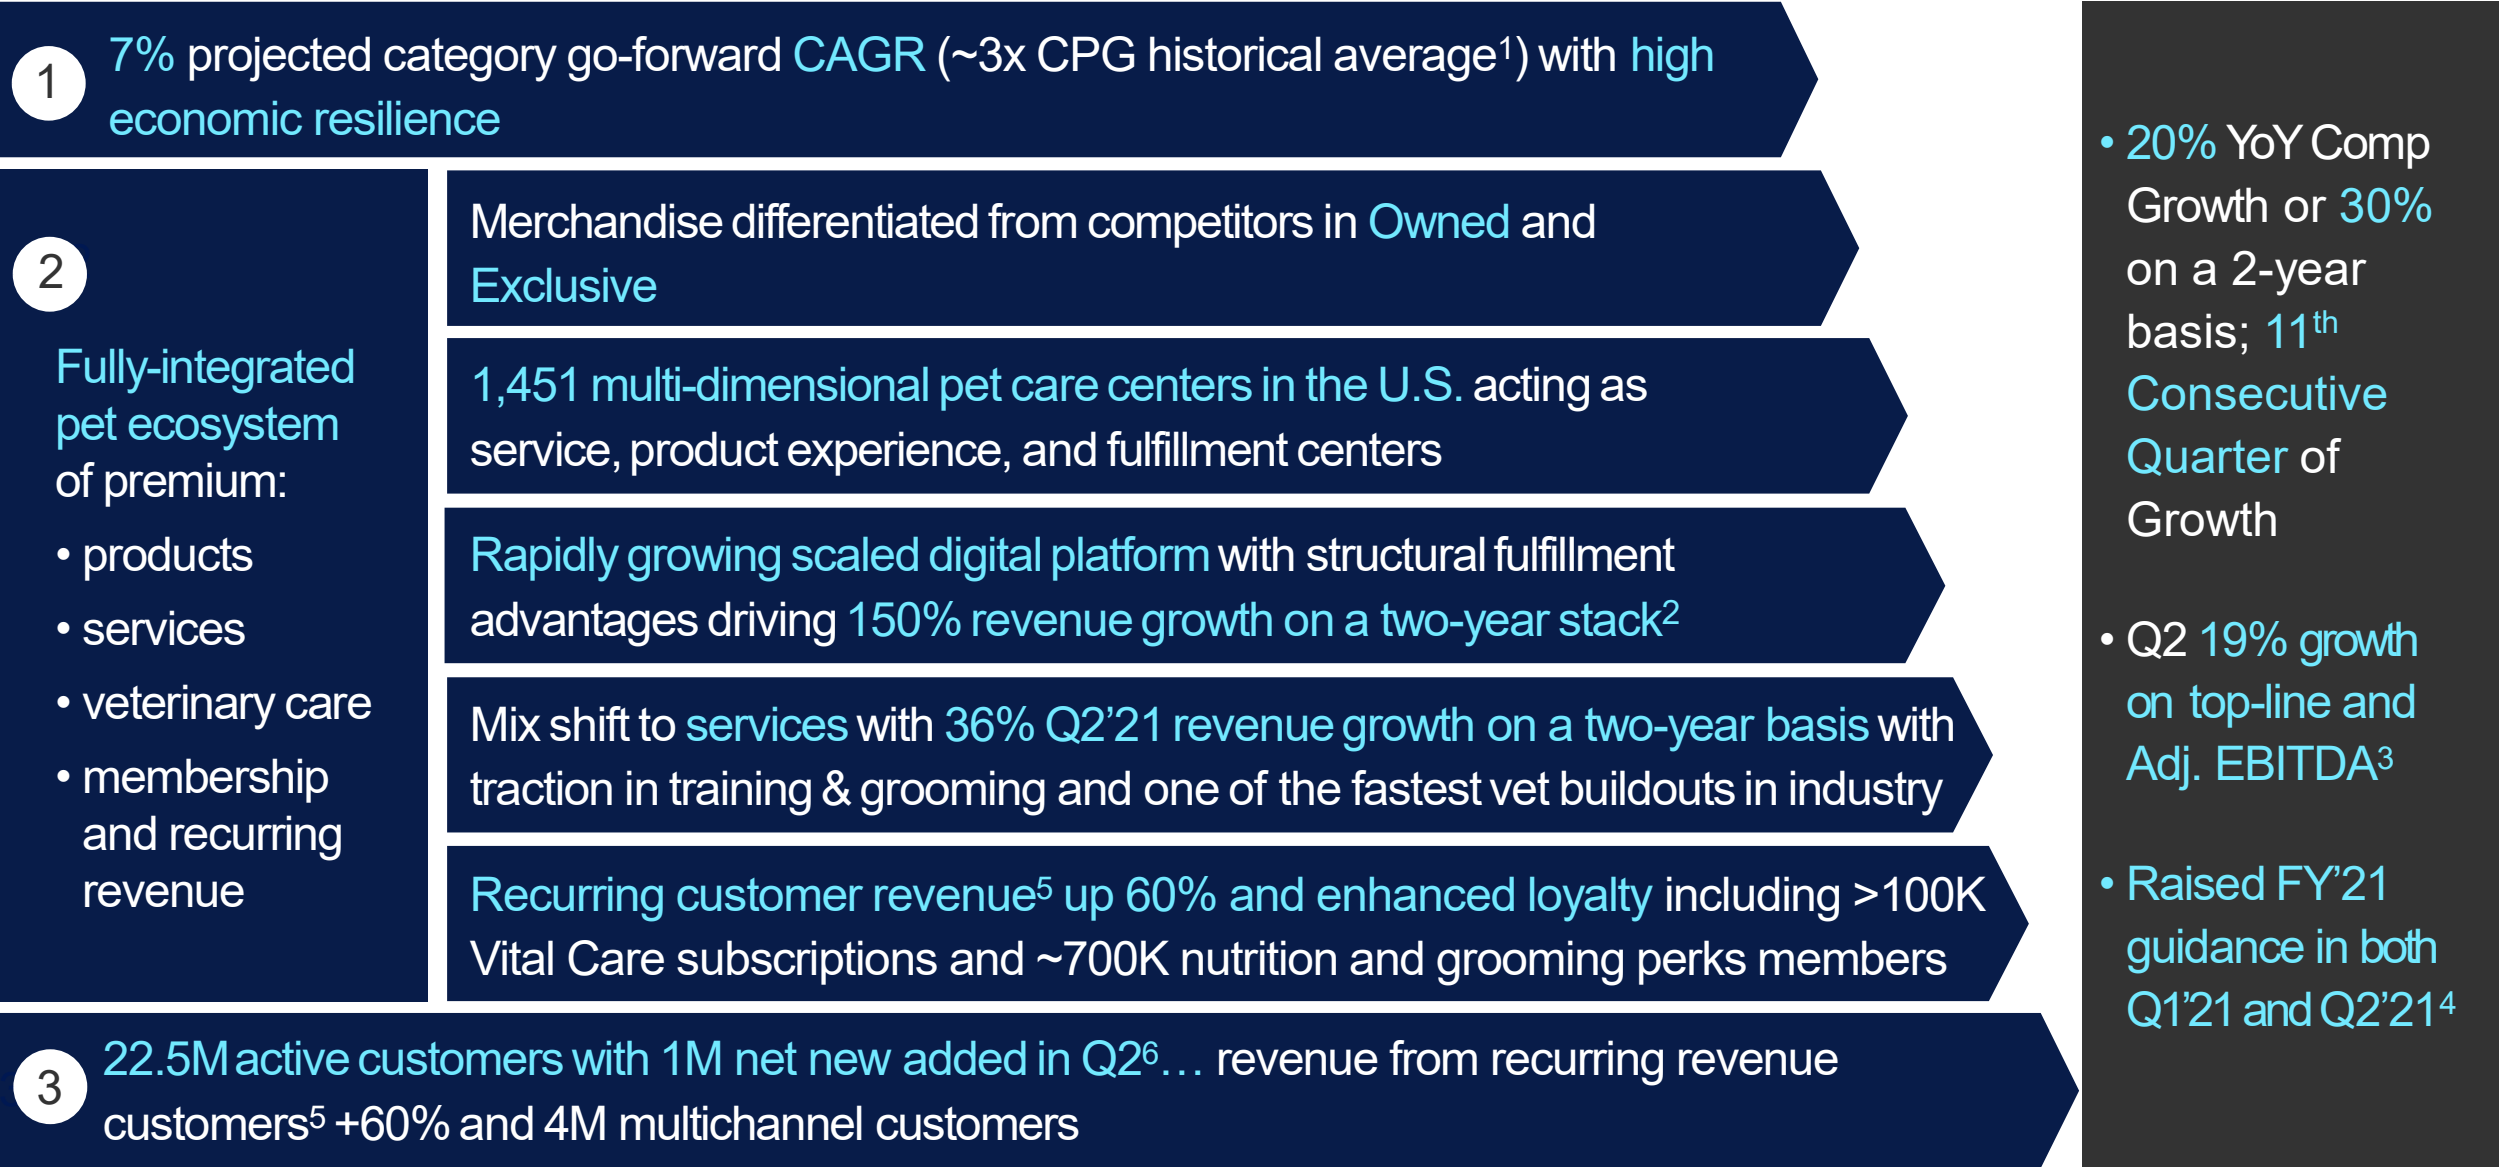 1
7% projected category go-forward CAGR (~3x CPG historical average¹) with high
economic resilience
2
Fully-integrated
pet ecosystem
of premium:
• products
• services
• veterinary care
• membership
and recurring
revenue
Merchandise differentiated from competitors in Owned and
Exclusive
1,451 multi-dimensional pet care centers in the U.S. acting as
service, product experience, and fulfillment centers
Rapidly growing scaled digital platform with structural fulfillment
advantages driving 150% revenue growth on a two-year stack²
Mix shift to services with 36% Q2’21 revenue growth on a two-year basis with
traction in training & grooming and one of the fastest vet buildouts in industry
Recurring customer revenue⁵ up 60% and enhanced loyalty including >100K
Vital Care subscriptions and ~700K nutrition and grooming perks members
3
22.5M active customers with 1M net new added in Q2⁶… revenue from recurring revenue
customers⁵ +60% and 4M multichannel customers
• 20% YoY Comp
Growth or 30%
on a 2-year
basis; 11th
Consecutive
Quarter of
Growth
• Q2 19% growth
on top-line and
Adj. EBITDA³
• Raised FY’21
guidance in both
Q1’21 and Q2’21⁴